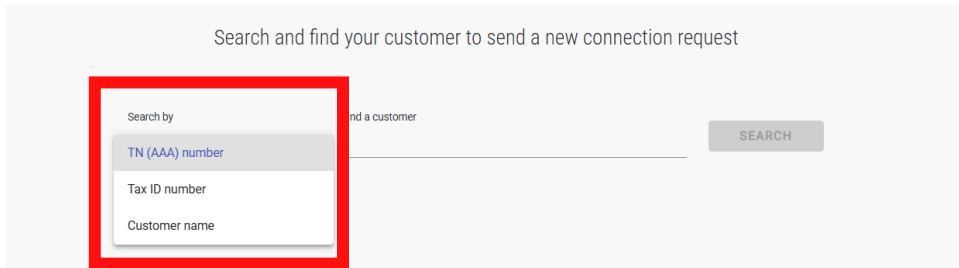 Search and find your customer to send a new connection request
Search by
nd a customer
SEARCH
TN (AAA) number
Tax ID number
Customer name